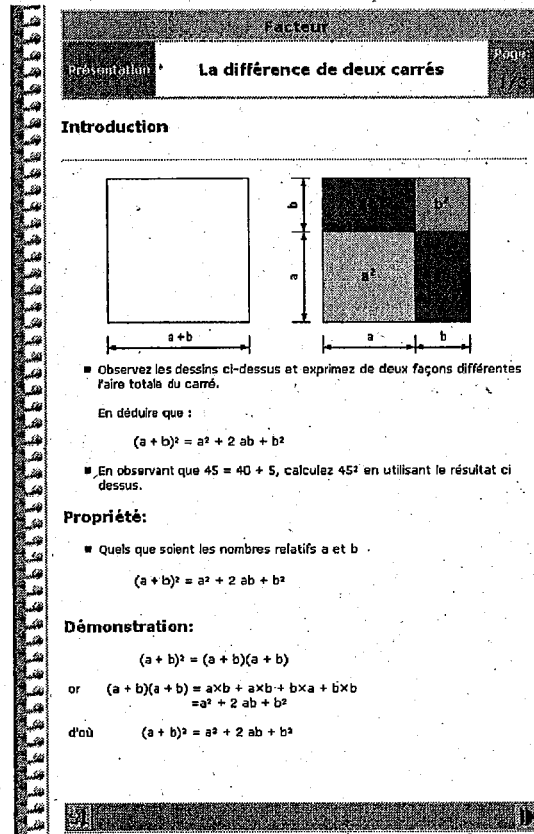 Facteur
Présentation
La différence de deux carrés
Page:
Introduction
b
b²
a
a²
a+b
a
b
■ Observez les dessins ci-dessus et exprimez de deux façons différentes
l'aire totale du carré.
En déduire que :
(a + b)² = a² + 2 ab + b²
■ En observant que 45 = 40 + 5, calculez 45² en utilisant le résultat ci
dessus.
Propriété:
■ Quels que soient les nombres relatifs a et b
(a + b)² = a² + 2 ab + b²
Démonstration:
(a + b)² = (a + b)(a + b)
or (a + b)(a + b) = a×b + a×b + b×a + b×b
=a² + 2 ab + b²
d'où (a + b)² = a² + 2 ab + b²